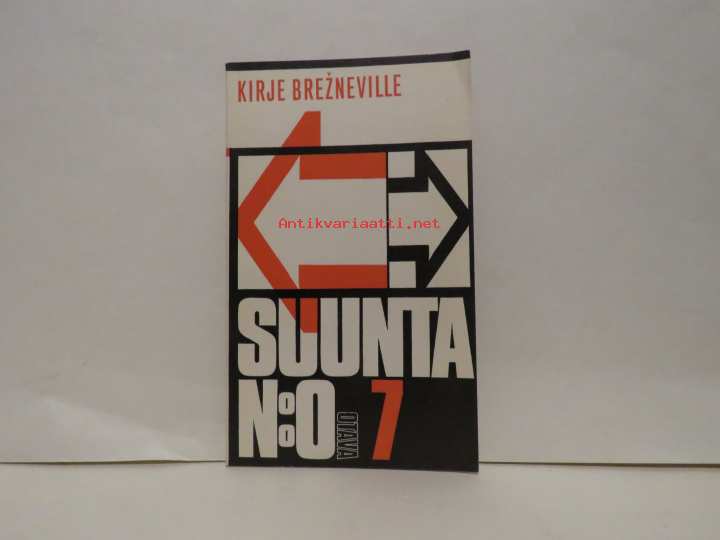 KIRJE BREŽNEVILLE
Antikvariaatti.net
SUUNTA
N:o 7
OTAVA